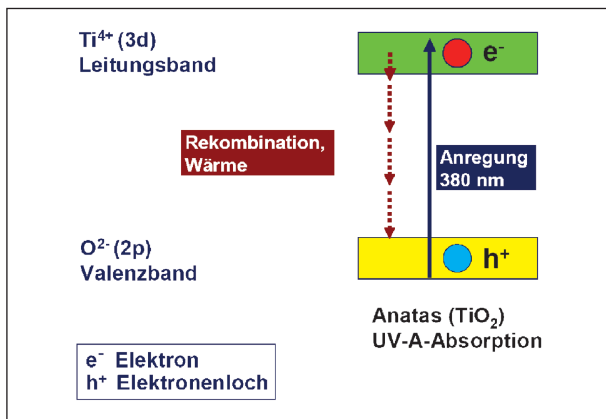 Ti⁴⁺ (3d)
Leitungsband
e⁻
Rekombination,
Wärme
Anregung
380 nm
O²⁻ (2p)
Valenzband
h⁺
Anatas (TiO₂)
UV-A-Absorption
e⁻ Elektron
h⁺ Elektronenloch